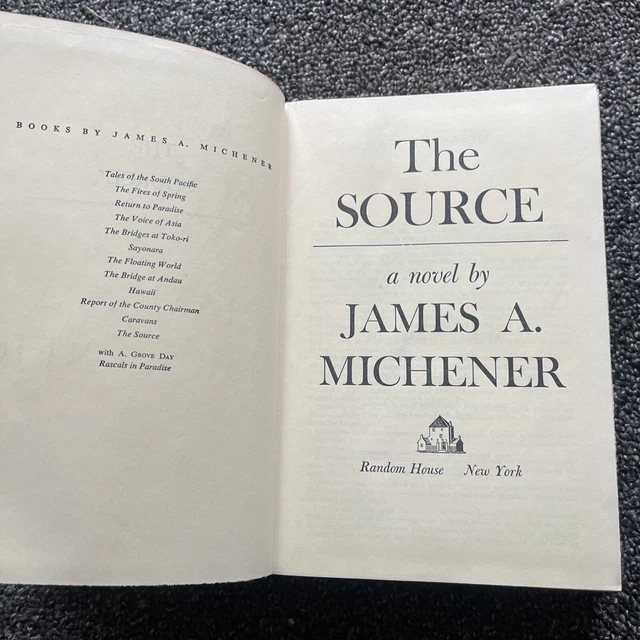 BOOKS BY JAMES A. MICHENER
Tales of the South Pacific
The Fires of Spring
Return to Paradise
The Voice of Asia
The Bridges at Toko-ri
Sayonara
The Floating World
The Bridge at Andau
Hawaii
Report of the County Chairman
Caravans
The Source
with A. GROVE DAY
Rascals in Paradise
The
SOURCE
a novel by
JAMES A.
MICHENER
Random House New York